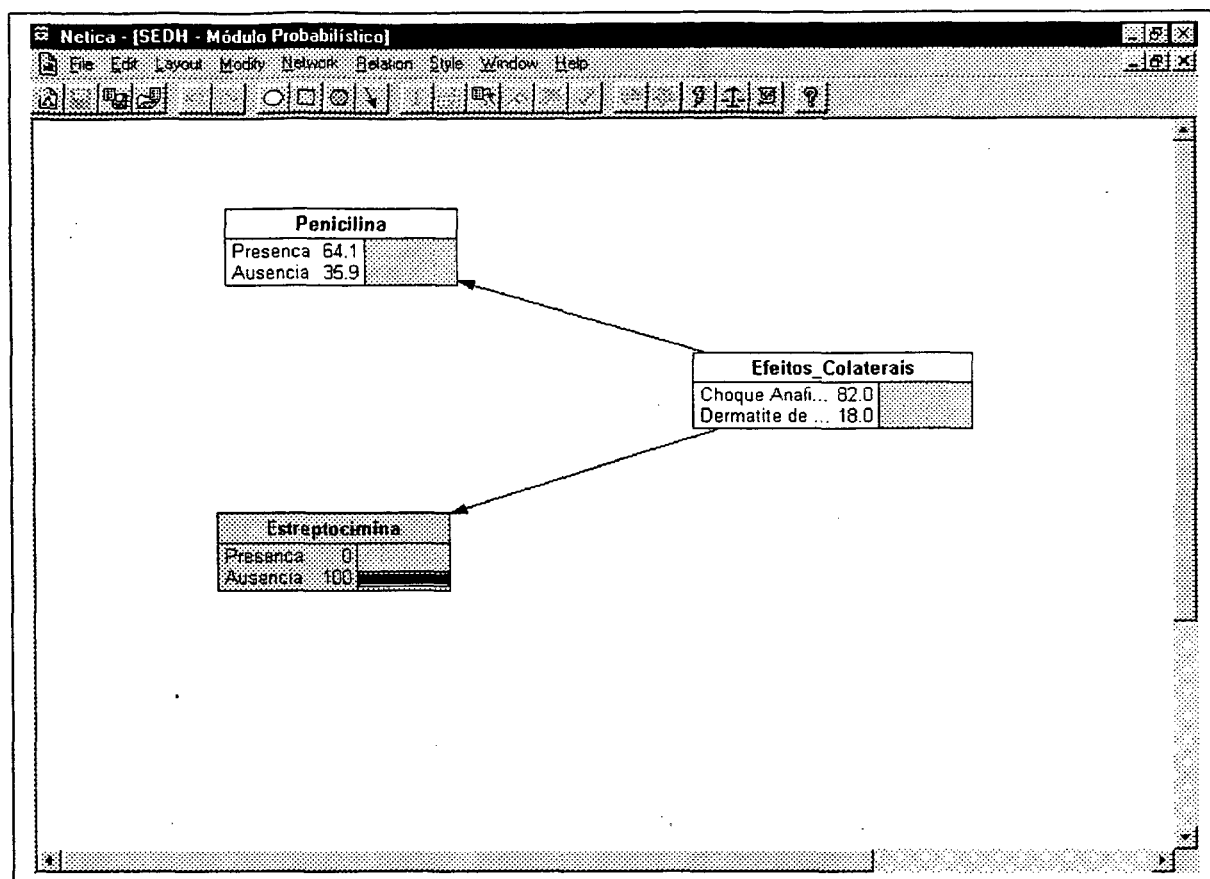 Netica - [SEDH - Módulo Probabilístico]
File Edit Layout Modify Network Relation Style Window Help
Penicilina
Presenca 64.1
Ausencia 35.9
Efeitos_Colaterais
Choque Anafi... 82.0
Dermatite de ... 18.0
Estreptocimina
Presenca 0
Ausencia 100